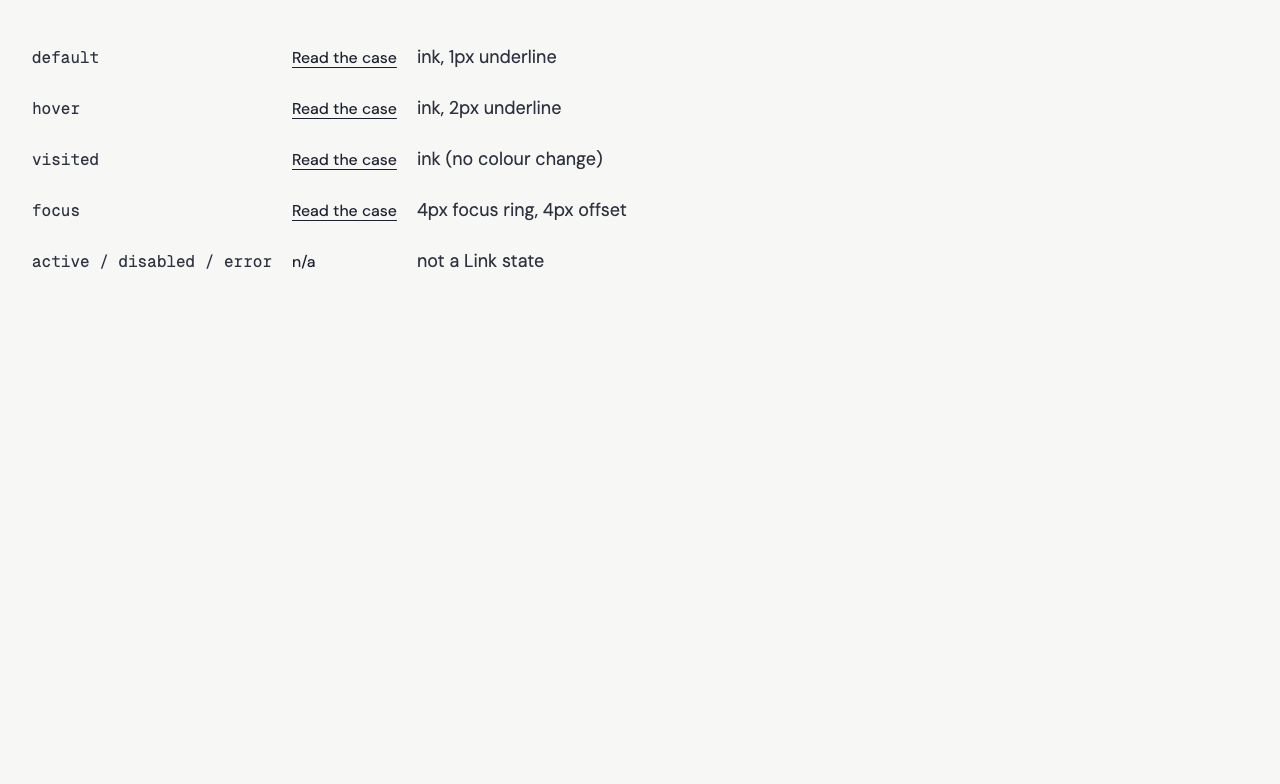 default Read the case ink, 1px underline
hover Read the case ink, 2px underline
visited Read the case ink (no colour change)
focus Read the case 4px focus ring, 4px offset
active / disabled / error n/a not a Link state